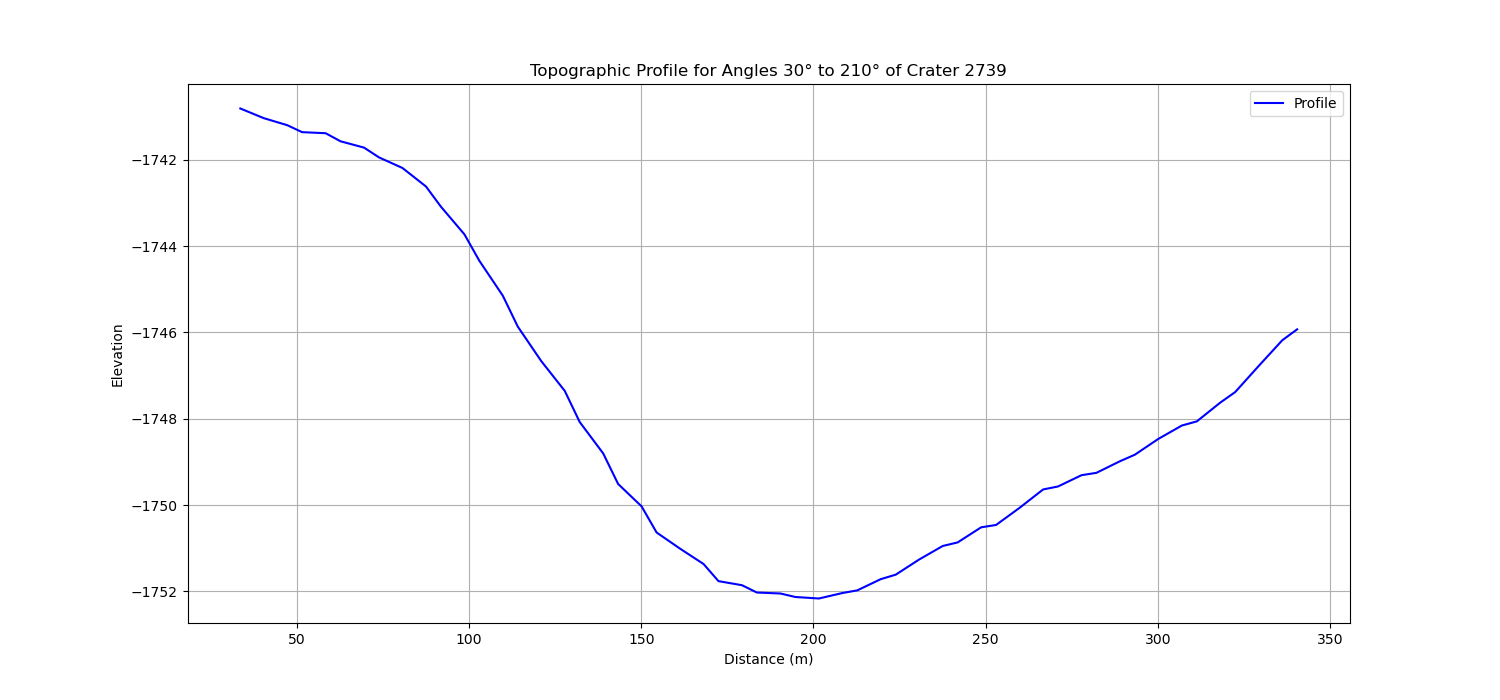 Topographic Profile for Angles 30° to 210° of Crater 2739
Profile
Elevation
−1742
−1744
−1746
−1748
−1750
−1752
50 100 150 200 250 300 350
Distance (m)